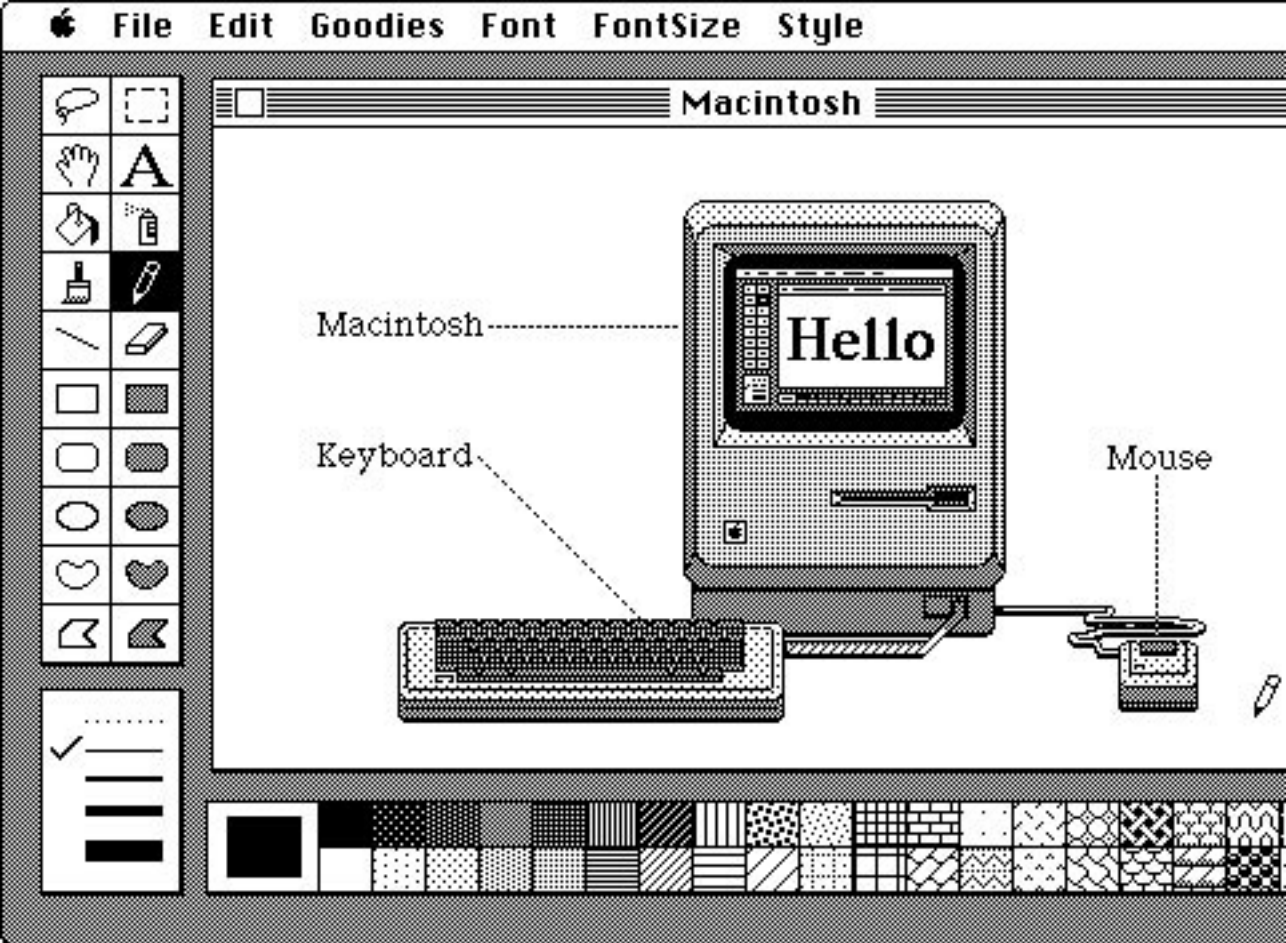 File Edit Goodies Font FontSize Style
Macintosh
A
Hello
Macintosh
Keyboard
Mouse